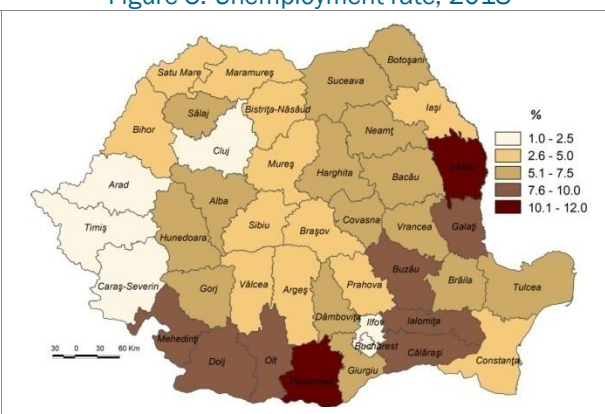 Figure Unemployment rate,
Botoşani
Satu Mare
Maramureş
Suceava
Iaşi
Sălaj
Bistriţa-Năsăud
Bihor
Neamţ
Cluj
Mureş
Harghita
Bacău
Arad
Alba
Timiş
Sibiu
Braşov
Covasna
Vrancea
Galaţi
Hunedoara
Caraş-Severin
Gorj
Vâlcea
Argeş
Prahova
Buzău
Brăila
Tulcea
Dâmboviţa
Ilfov
Ialomiţa
Mehedinţi
Bucharest
Călăraşi
Dolj
Olt
Giurgiu
Constanţa
%
1.0 - 2.5
2.6 - 5.0
5.1 - 7.5
7.6 - 10.0
10.1 - 12.0
30 0 30 60 Km